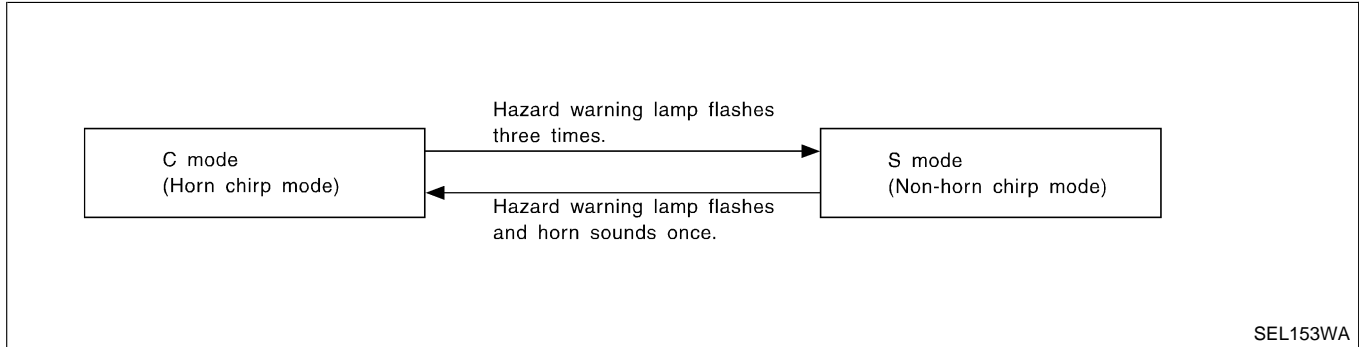 Hazard warning lamp flashes
three times.
C mode
(Horn chirp mode)
S mode
(Non-horn chirp mode)
Hazard warning lamp flashes
and horn sounds once.
SEL153WA